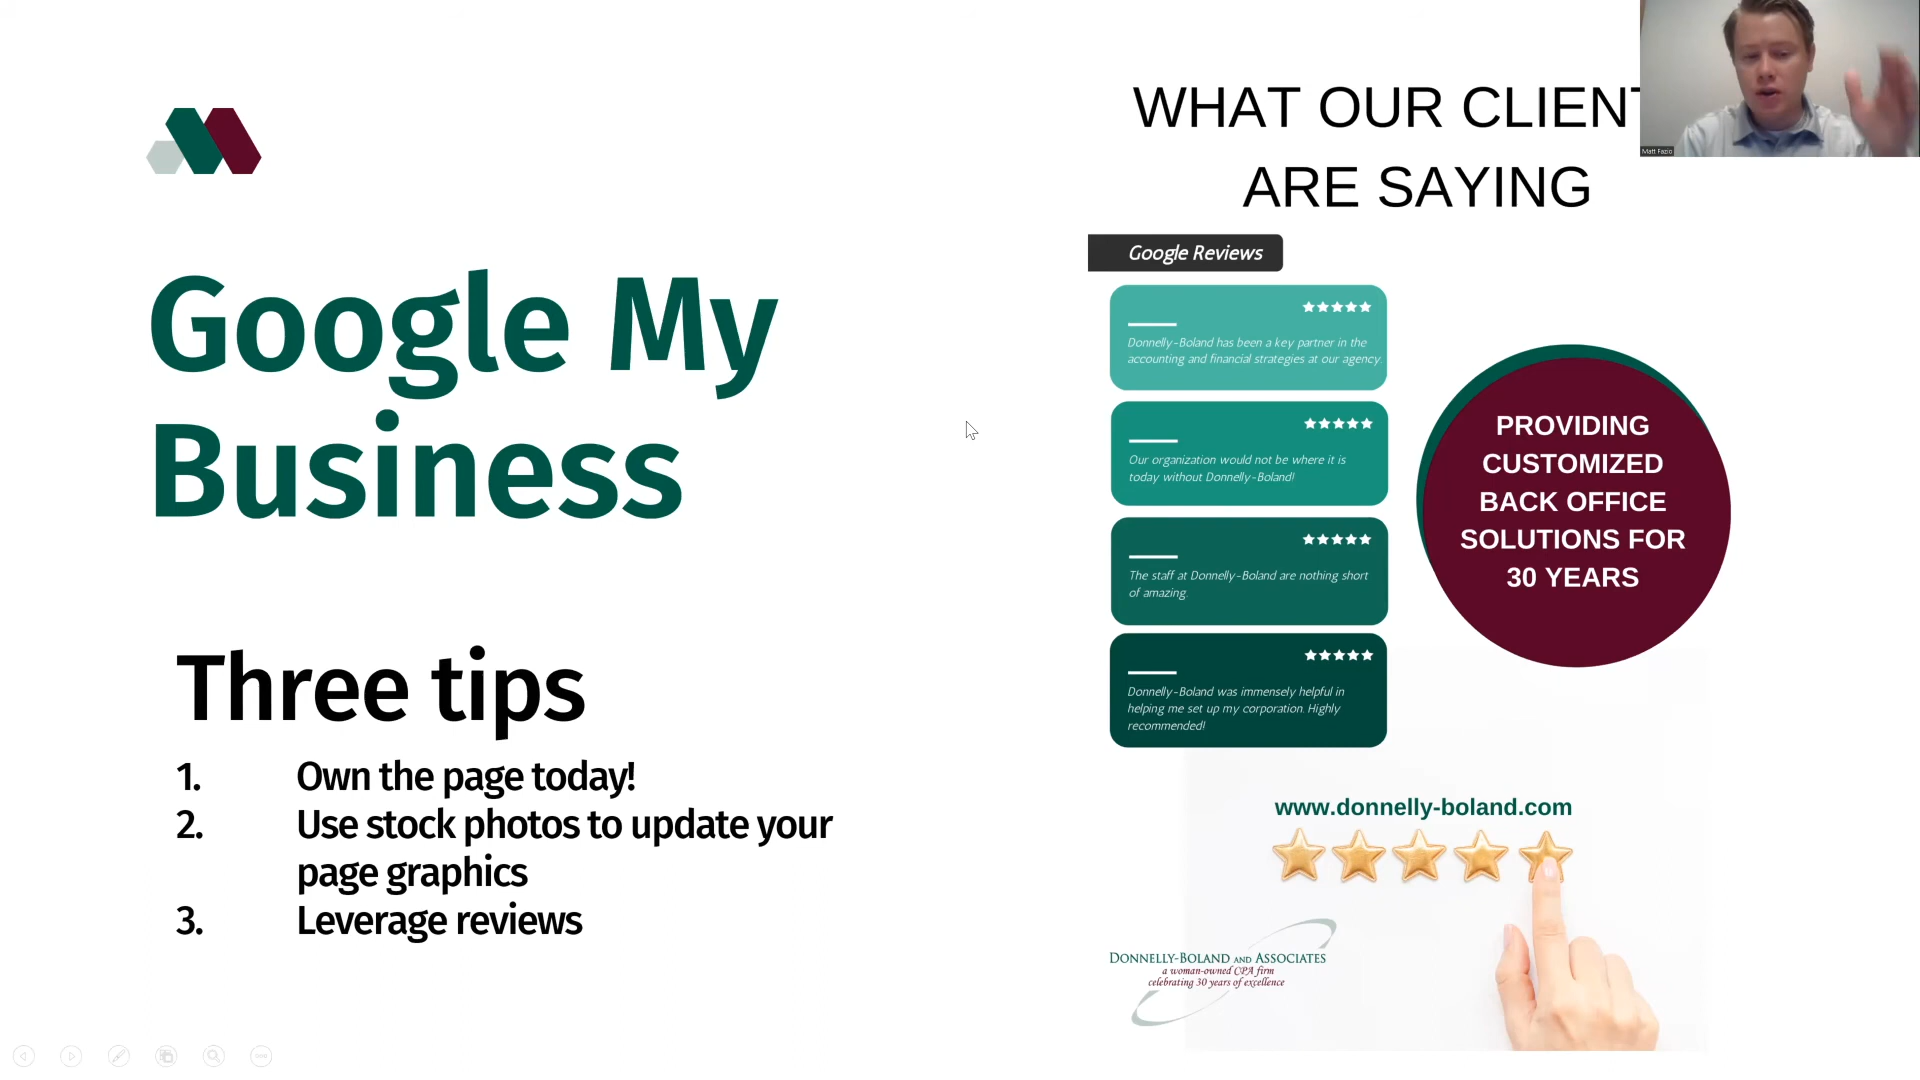 Google My
Business
Three tips
1. Own the page today!
2. Use stock photos to update your
page graphics
3. Leverage reviews
WHAT OUR CLIENT
ARE SAYING
Matt Fazio
Google Reviews
Donnelly-Boland has been a key partner in the
accounting and financial strategies at our agency.
Our organization would not be where it is
today without Donnelly-Boland!
The staff at Donnelly-Boland are nothing short
of amazing.
Donnelly-Boland was immensely helpful in
helping me set up my corporation. Highly
recommended!
PROVIDING
CUSTOMIZED
BACK OFFICE
SOLUTIONS FOR
30 YEARS
www.donnelly-boland.com
DONNELLY-BOLAND AND ASSOCIATES
a woman-owned CPA firm
celebrating 30 years of excellence